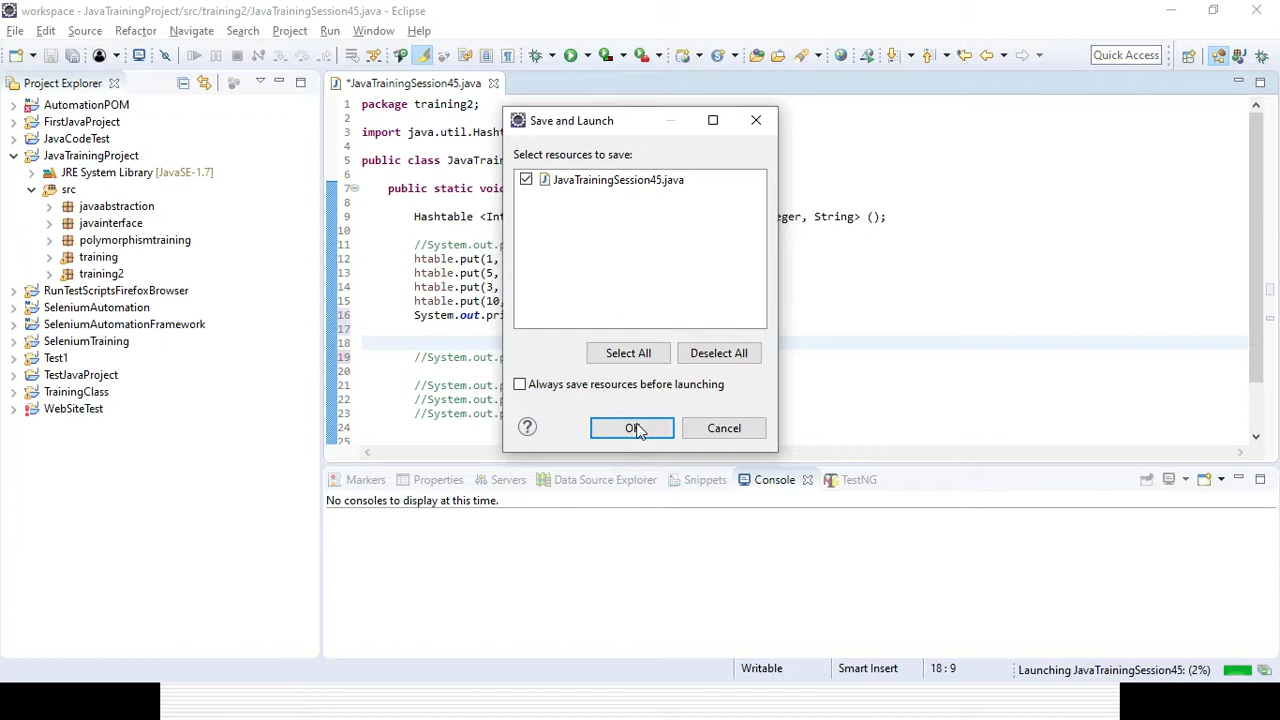 workspace - JavaTrainingProject/src/training2/JavaTrainingSession45.java - Eclipse
File Edit Source Refactor Navigate Search Project Run Window Help
Quick Access
Project Explorer
AutomationPOM
FirstJavaProject
JavaCodeTest
JavaTrainingProject
JRE System Library [JavaSE-1.7]
src
javaabstraction
javainterface
polymorphismtraining
training
training2
RunTestScriptsFirefoxBrowser
SeleniumAutomation
SeleniumAutomationFramework
SeleniumTraining
Test1
TestJavaProject
TrainingClass
WebSiteTest
*JavaTrainingSession45.java
1 package training2;
2
3 import java.util.Hasht
5
6 public class JavaTrain
7 public static void
8
9 Hashtable <Int eger, String> ();
10
11 //System.out.p
12 htable.put(1,
13 htable.put(5,
14 htable.put(3,
15 htable.put(10,
16 System.out.pri
17
18
19 //System.out.p
20
21 //System.out.p
22 //System.out.p
23 //System.out.p
24
25
Save and Launch
Select resources to save:
JavaTrainingSession45.java
Select All Deselect All
Always save resources before launching
Cancel
Markers Properties Servers Data Source Explorer Snippets Console TestNG
No consoles to display at this time.
Writable Smart Insert 18 : 9 Launching JavaTrainingSession45: (2%)